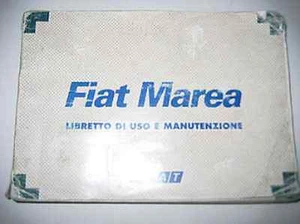 Fiat Marea
LIBRETTO DI USO E MANUTENZIONE